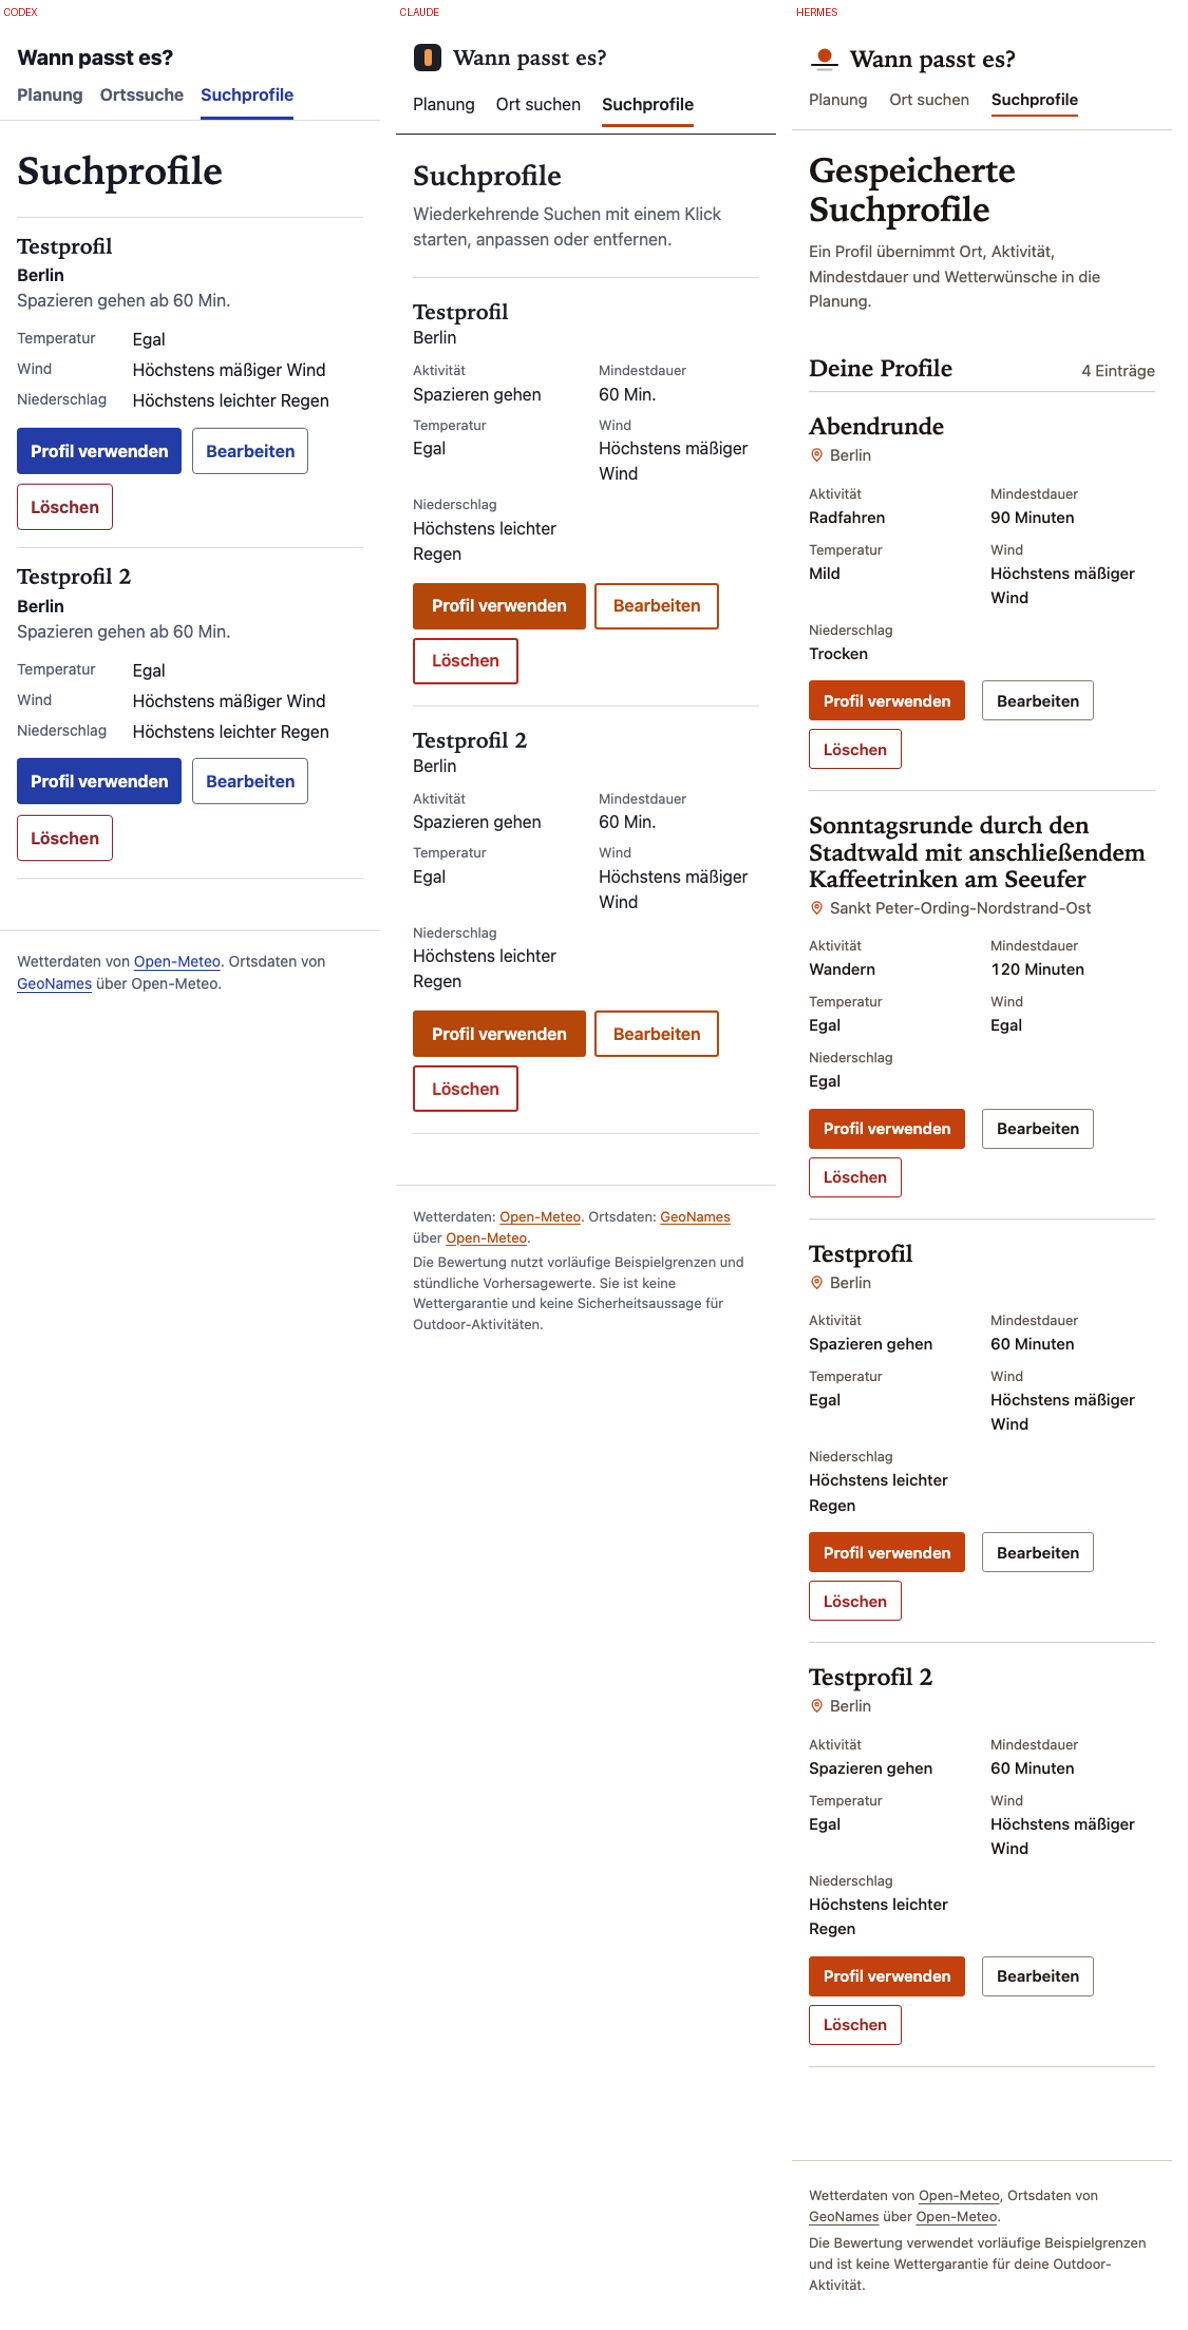 CODEX
Wann passt es?
Planung Ortssuche Suchprofile
Suchprofile
Testprofil
Berlin
Spazieren gehen ab 60 Min.
Temperatur Egal
Wind Höchstens mäßiger Wind
Niederschlag Höchstens leichter Regen
Profil verwenden Bearbeiten
Löschen
Testprofil 2
Berlin
Spazieren gehen ab 60 Min.
Temperatur Egal
Wind Höchstens mäßiger Wind
Niederschlag Höchstens leichter Regen
Profil verwenden Bearbeiten
Löschen
Wetterdaten von Open-Meteo. Ortsdaten von
GeoNames über Open-Meteo.
CLAUDE
Wann passt es?
Planung Ort suchen Suchprofile
Suchprofile
Wiederkehrende Suchen mit einem Klick
starten, anpassen oder entfernen.
Testprofil
Berlin
Aktivität Mindestdauer
Spazieren gehen 60 Min.
Temperatur Wind
Egal Höchstens mäßiger
Wind
Niederschlag
Höchstens leichter
Regen
Profil verwenden Bearbeiten
Löschen
Testprofil 2
Berlin
Aktivität Mindestdauer
Spazieren gehen 60 Min.
Temperatur Wind
Egal Höchstens mäßiger
Wind
Niederschlag
Höchstens leichter
Regen
Profil verwenden Bearbeiten
Löschen
Wetterdaten: Open-Meteo. Ortsdaten: GeoNames
über Open-Meteo.
Die Bewertung nutzt vorläufige Beispielgrenzen und
stündliche Vorhersagewerte. Sie ist keine
Wettergarantie und keine Sicherheitsaussage für
Outdoor-Aktivitäten.
HERMES
Wann passt es?
Planung Ort suchen Suchprofile
Gespeicherte
Suchprofile
Ein Profil übernimmt Ort, Aktivität,
Mindestdauer und Wetterwünsche in die
Planung.
Deine Profile 4 Einträge
Abendrunde
Berlin
Aktivität Mindestdauer
Radfahren 90 Minuten
Temperatur Wind
Mild Höchstens mäßiger
Wind
Niederschlag
Trocken
Profil verwenden Bearbeiten
Löschen
Sonntagsrunde durch den
Stadtwald mit anschließendem
Kaffeetrinken am Seeufer
Sankt Peter-Ording-Nordstrand-Ost
Aktivität Mindestdauer
Wandern 120 Minuten
Temperatur Wind
Egal Egal
Niederschlag
Egal
Profil verwenden Bearbeiten
Löschen
Testprofil
Berlin
Aktivität Mindestdauer
Spazieren gehen 60 Minuten
Temperatur Wind
Egal Höchstens mäßiger
Wind
Niederschlag
Höchstens leichter
Regen
Profil verwenden Bearbeiten
Löschen
Testprofil 2
Berlin
Aktivität Mindestdauer
Spazieren gehen 60 Minuten
Temperatur Wind
Egal Höchstens mäßiger
Wind
Niederschlag
Höchstens leichter
Regen
Profil verwenden Bearbeiten
Löschen
Wetterdaten von Open-Meteo, Ortsdaten von
GeoNames über Open-Meteo.
Die Bewertung verwendet vorläufige Beispielgrenzen
und ist keine Wettergarantie für deine Outdoor-
Aktivität.